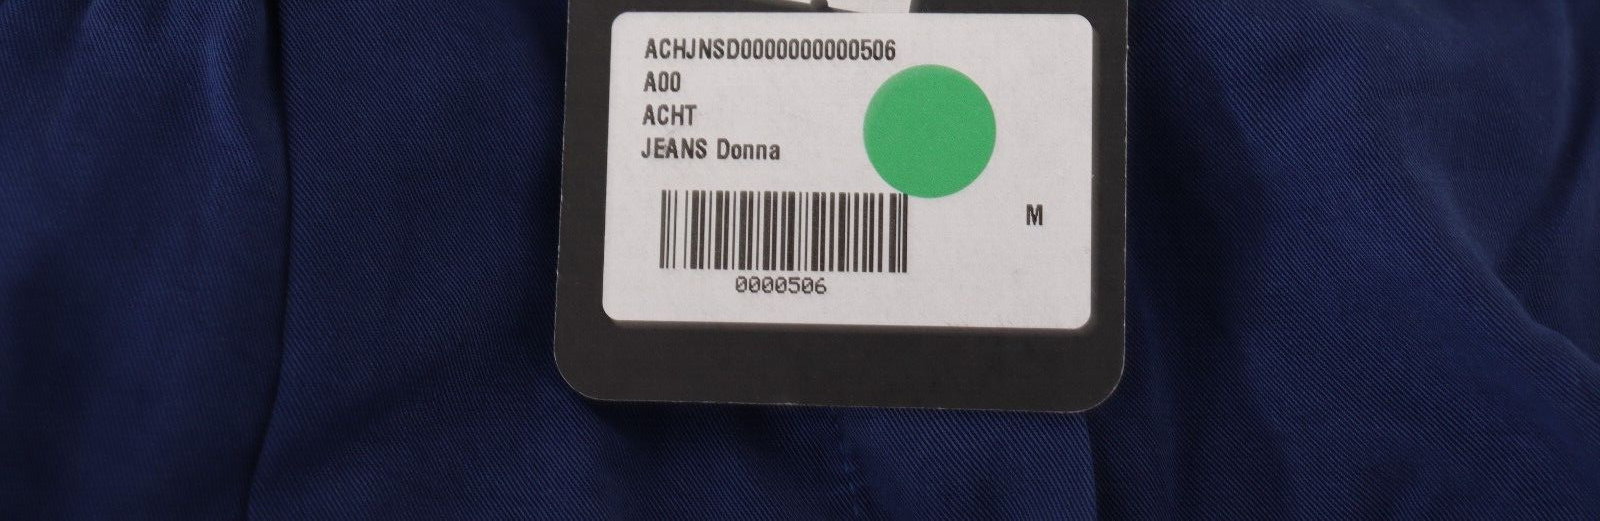 ACHJNSD0000000000506
A00
ACHT
JEANS Donna
M
0000506